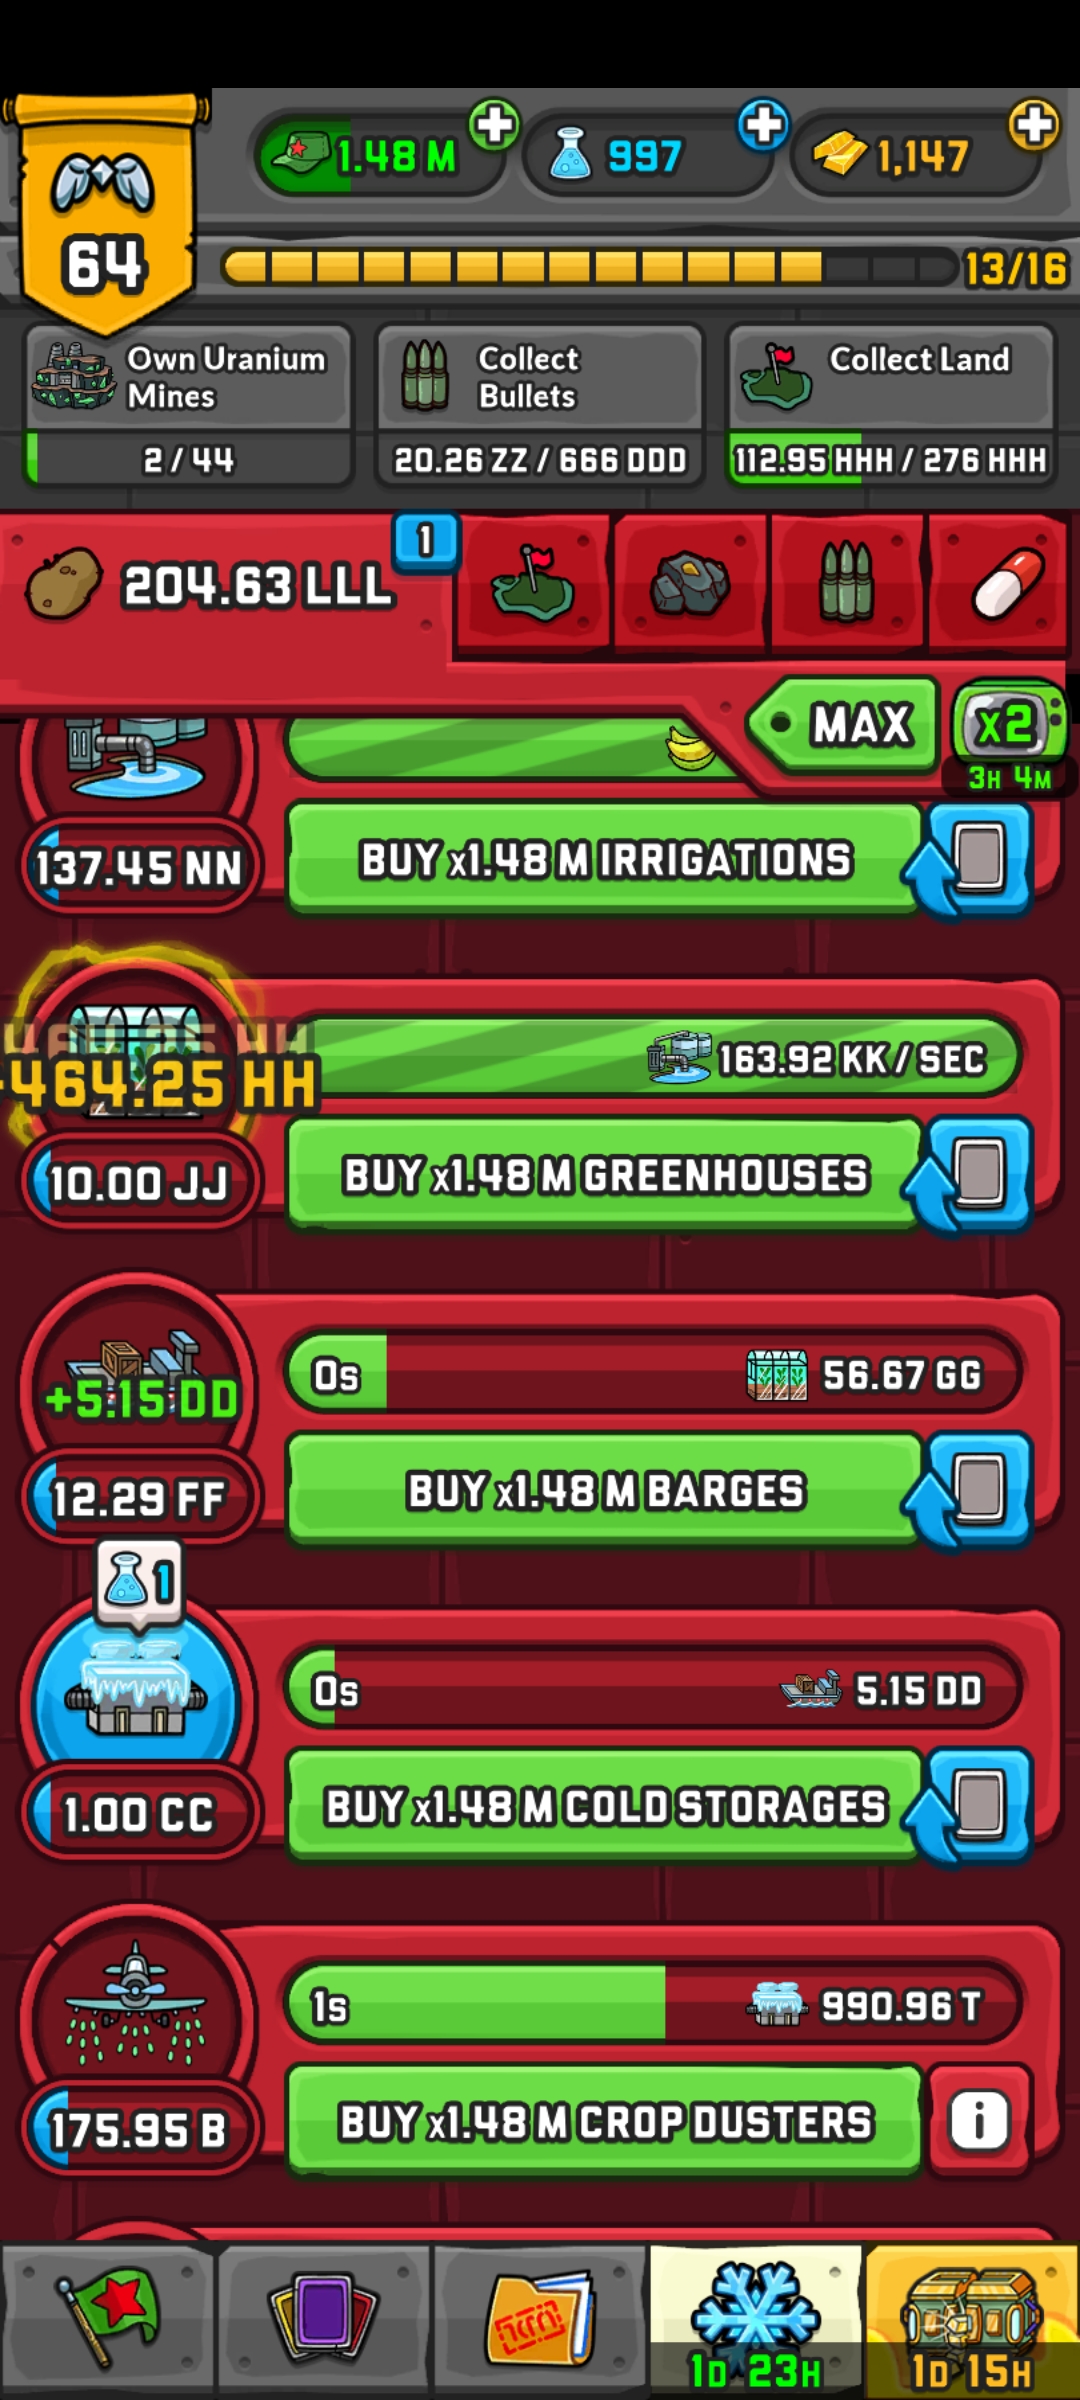 64
1.48 M
997
1,147
13/16
Own Uranium
Mines
2 / 44
Collect
Bullets
20.26 ZZ / 666 DDD
Collect Land
112.95 HHH / 276 HHH
204.63 LLL
1
MAX
x2
3H 4M
137.45 NN
BUY x1.48 M IRRIGATIONS
464.25 HH
163.92 KK / SEC
10.00 JJ
BUY x1.48 M GREENHOUSES
+5.15 DD
0s
56.67 GG
12.29 FF
BUY x1.48 M BARGES
1
0s
5.15 DD
1.00 CC
BUY x1.48 M COLD STORAGES
1s
990.96 T
175.95 B
BUY x1.48 M CROP DUSTERS
i
1D 23H
1D 15H